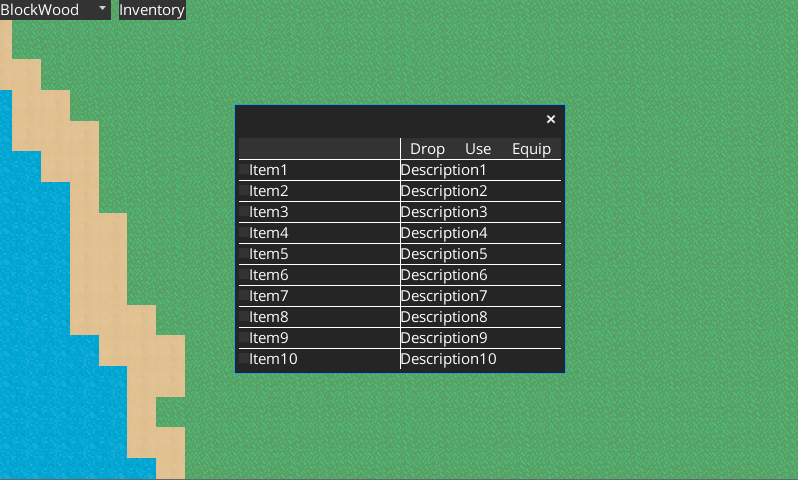 BlockWood Inventory
Drop Use Equip
Item1 Description1
Item2 Description2
Item3 Description3
Item4 Description4
Item5 Description5
Item6 Description6
Item7 Description7
Item8 Description8
Item9 Description9
Item10 Description10